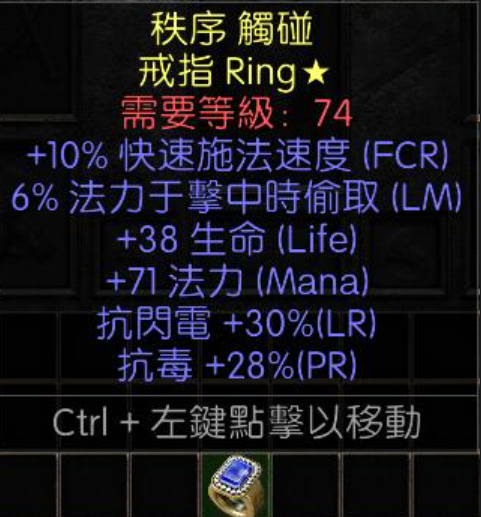 秩序 觸碰
戒指 Ring★
需要等級: 74
+10% 快速施法速度 (FCR)
6% 法力于擊中時偷取 (LM)
+38 生命 (Life)
+71 法力 (Mana)
抗閃電 +30%(LR)
抗毒 +28%(PR)
Ctrl + 左鍵點擊以移動